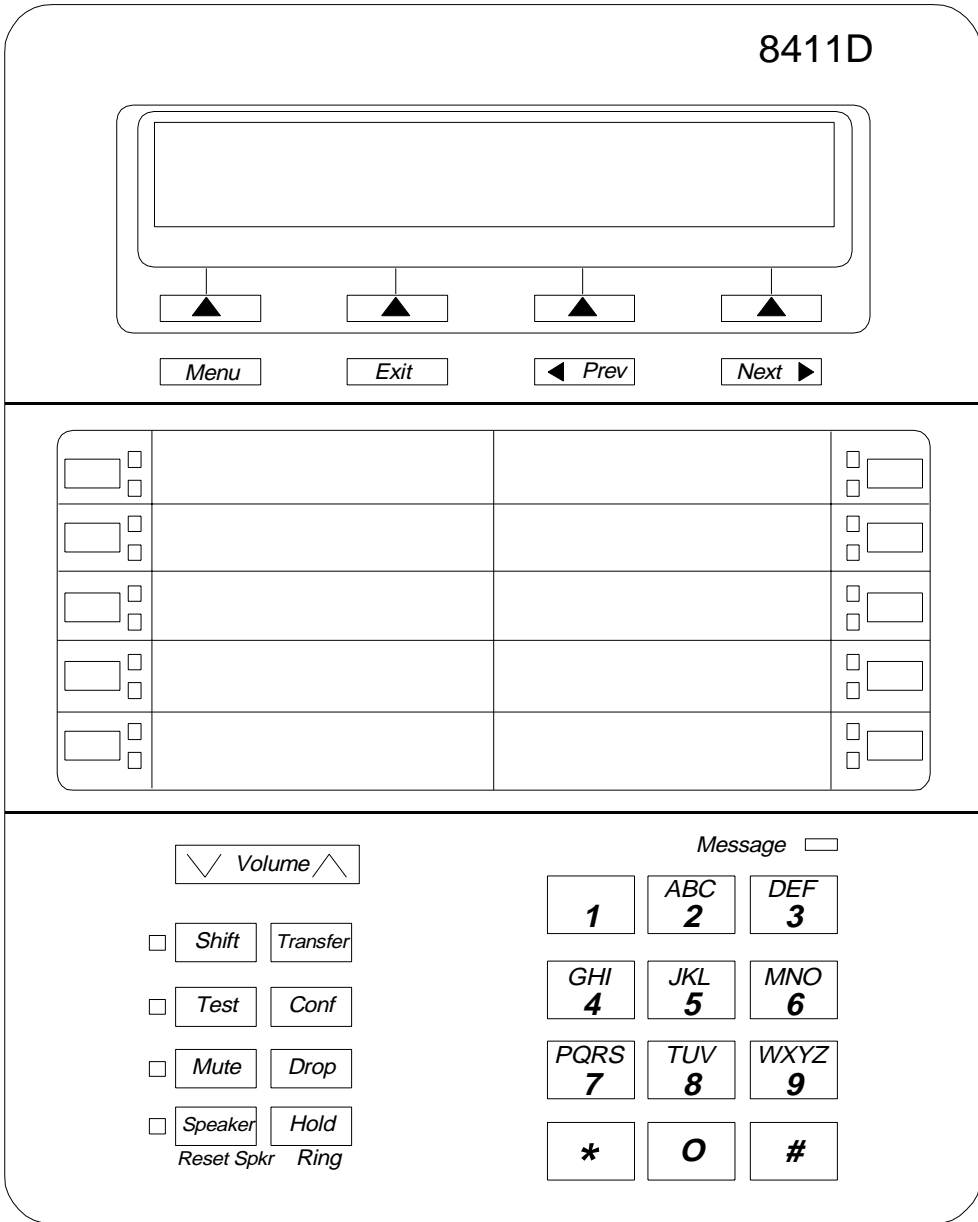 8411D
Menu Exit ◀ Prev Next ▶
Volume
Message
1 ABC 2 DEF 3
Shift Transfer
GHI 4 JKL 5 MNO 6
Test Conf
PQRS 7 TUV 8 WXYZ 9
Mute Drop
Speaker Hold
* O #
Reset Spkr Ring